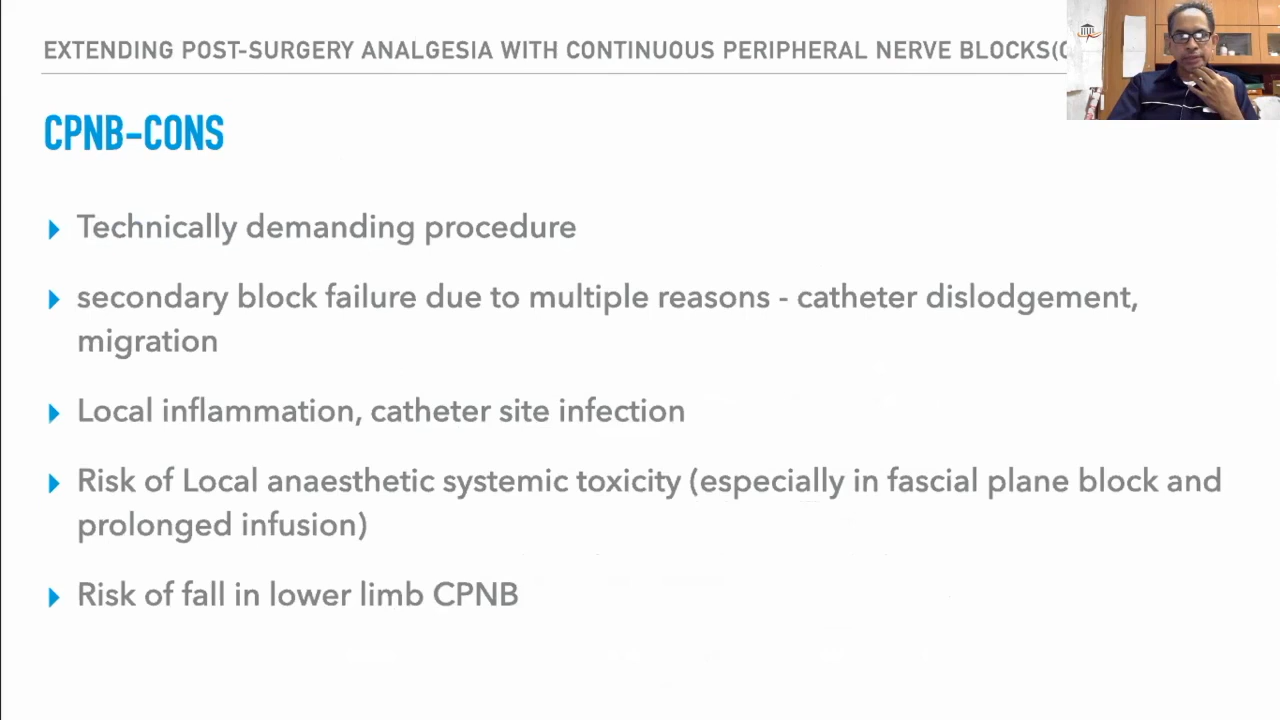 EXTENDING POST-SURGERY ANALGESIA WITH CONTINUOUS PERIPHERAL NERVE BLOCKS(
CPNB-CONS
Technically demanding procedure
secondary block failure due to multiple reasons - catheter dislodgement,
migration
Local inflammation, catheter site infection
Risk of Local anaesthetic systemic toxicity (especially in fascial plane block and
prolonged infusion)
Risk of fall in lower limb CPNB